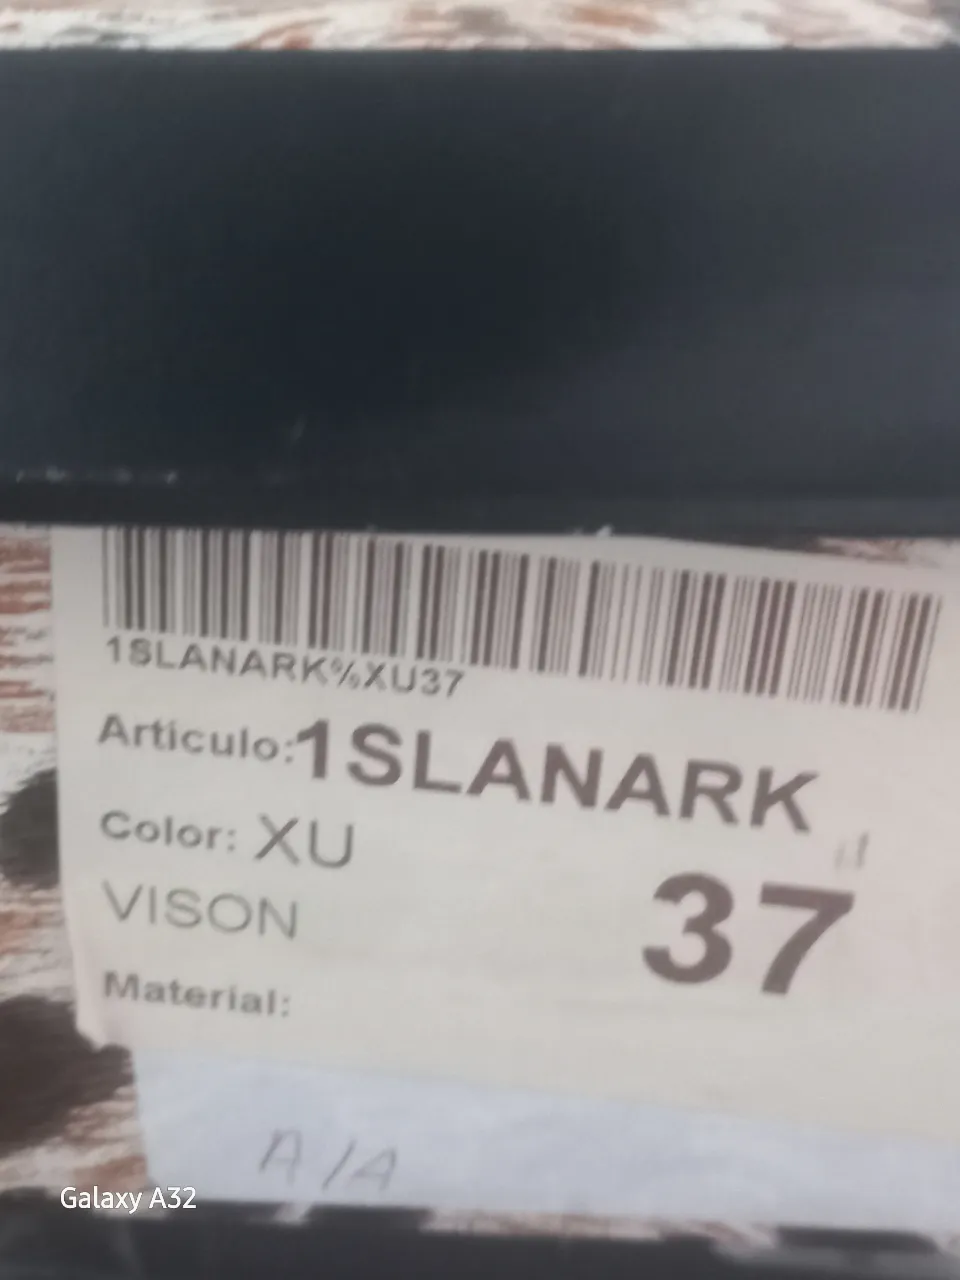 1SLANARK%XU37
Articulo:1SLANARK
Color: XU
37
VISON
Material:
A/A
Galaxy A32